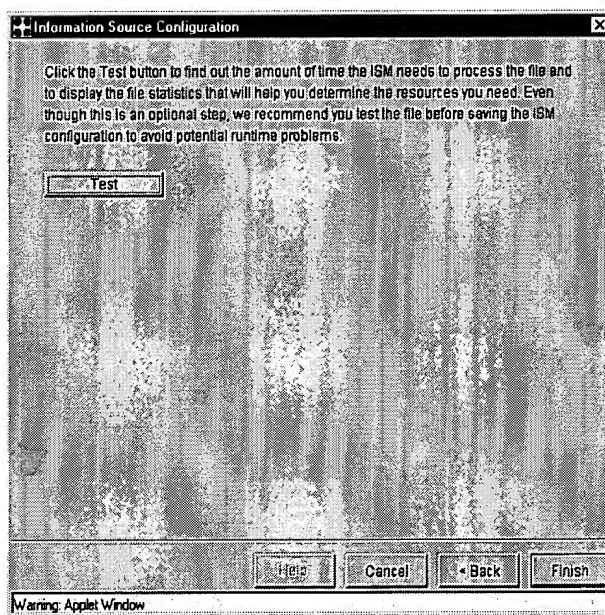 Information Source Configuration
Click the Test button to find out the amount of time the ISM needs to process the file and
to display the file statistics that will help you determine the resources you need. Even
though this is an optional step, we recommend you test the file before saving the ISM
configuration to avoid potential runtime problems.
Test
Help Cancel < Back Finish
Warning: Applet Window